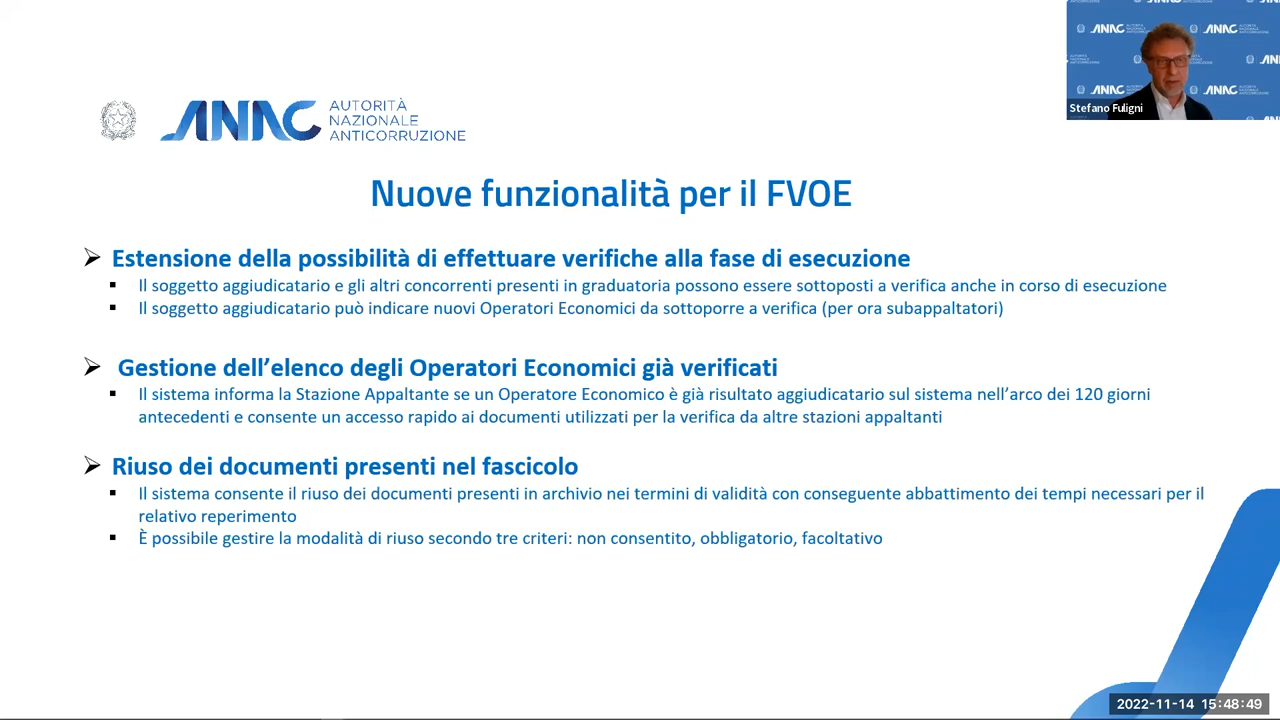 ANAC
AUTORITÀ
NAZIONALE
ANTICORRUZIONE
Stefano Fuligni
Nuove funzionalità per il FVOE
Estensione della possibilità di effettuare verifiche alla fase di esecuzione
Il soggetto aggiudicatario e gli altri concorrenti presenti in graduatoria possono essere sottoposti a verifica anche in corso di esecuzione
Il soggetto aggiudicatario può indicare nuovi Operatori Economici da sottoporre a verifica (per ora subappaltatori)
Gestione dell'elenco degli Operatori Economici già verificati
Il sistema informa la Stazione Appaltante se un Operatore Economico è già risultato aggiudicatario sul sistema nell'arco dei 120 giorni
antecedenti e consente un accesso rapido ai documenti utilizzati per la verifica da altre stazioni appaltanti
Riuso dei documenti presenti nel fascicolo
Il sistema consente il riuso dei documenti presenti in archivio nei termini di validità con conseguente abbattimento dei tempi necessari per il
relativo reperimento
È possibile gestire la modalità di riuso secondo tre criteri: non consentito, obbligatorio, facoltativo
2022-11-14 15:48:49